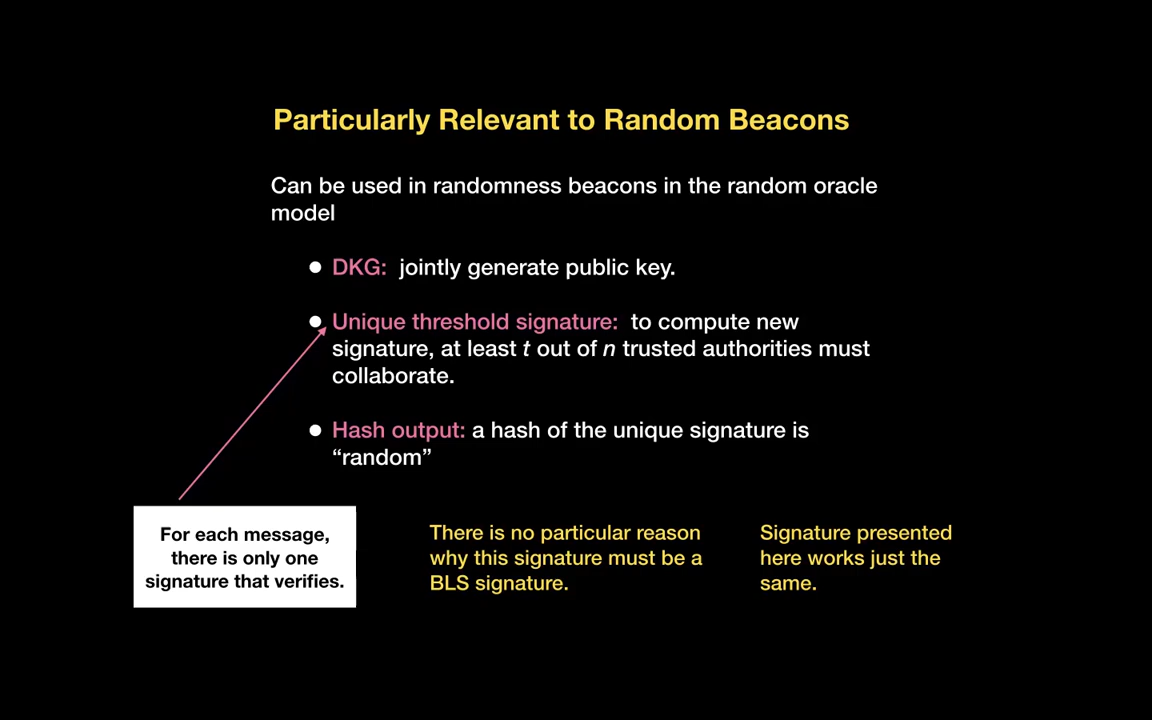 Particularly Relevant to Random Beacons
Can be used in randomness beacons in the random oracle
model
● DKG: jointly generate public key.
● Unique threshold signature: to compute new
signature, at least t out of n trusted authorities must
collaborate.
● Hash output: a hash of the unique signature is
“random”
For each message,
there is only one
signature that verifies.
There is no particular reason
why this signature must be a
BLS signature.
Signature presented
here works just the
same.